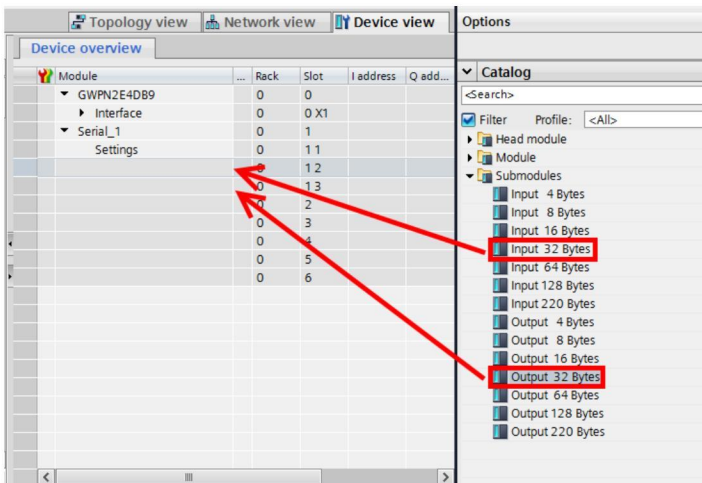 Topology view Network view Device view Options
Device overview
Module ... Rack Slot I address Q add...
GWPN2E4DB9 0 0
Interface 0 0 X1
Serial_1 0 1
Settings 0 1 1
0 1 2
0 1 3
0 2
0 3
0 4
0 5
0 6
Catalog
<Search>
Filter Profile: <All>
Head module
Module
Submodules
Input 4 Bytes
Input 8 Bytes
Input 16 Bytes
Input 32 Bytes
Input 64 Bytes
Input 128 Bytes
Input 220 Bytes
Output 4 Bytes
Output 8 Bytes
Output 16 Bytes
Output 32 Bytes
Output 64 Bytes
Output 128 Bytes
Output 220 Bytes